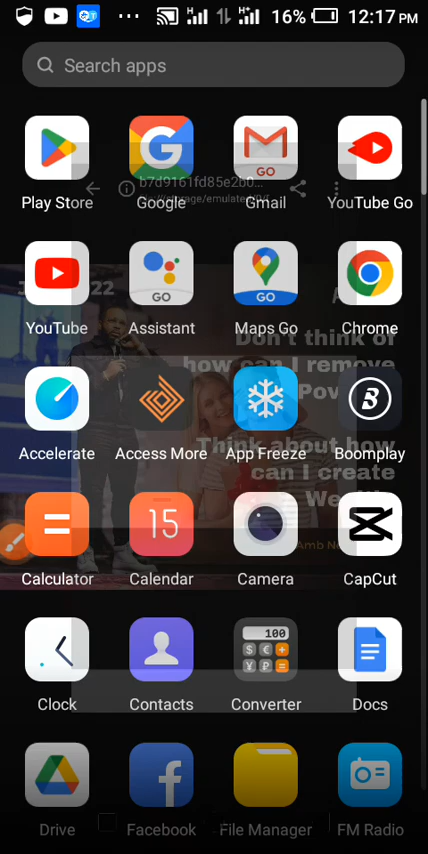 16% 12:17 PM
Search apps
b7d9161fd85e2b0...
Play Store Google Gmail YouTube Go
GO
YouTube Assistant Maps Go Chrome
GO GO
22
Don't think of
how can I remove
Pov
Accelerate Access More App Freeze Boomplay
Think about how
can I create
We
15
Amb N
Calculator Calendar Camera CapCut
100
Clock Contacts Converter Docs
Drive Facebook File Manager FM Radio